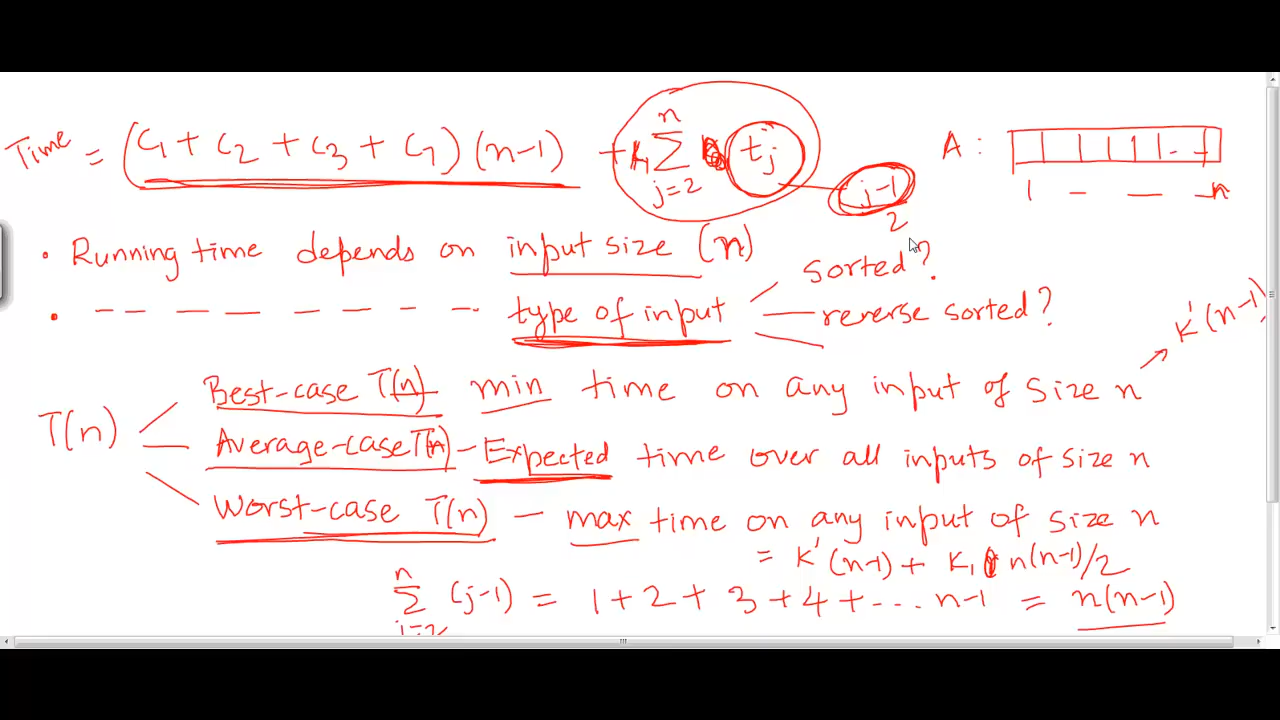 Time = (C1 + C2 + C3 + C7) (n-1) + K1 n Σ j=2 tj j-1 2 A:
1 - - n
• Running time depends on input size (n)
sorted?
• - - - - - - - - type of input reverse sorted?
K'(n-1)
T(n) Best-case T(n) min time on any input of size n
Average-case T(n) - Expected time over all inputs of size n
Worst-case T(n) - max time on any input of size n
= K'(n-1) + K1 n(n-1)/2
n Σ j=2 (j-1) = 1 + 2 + 3 + 4 + ... n-1 = n(n-1)